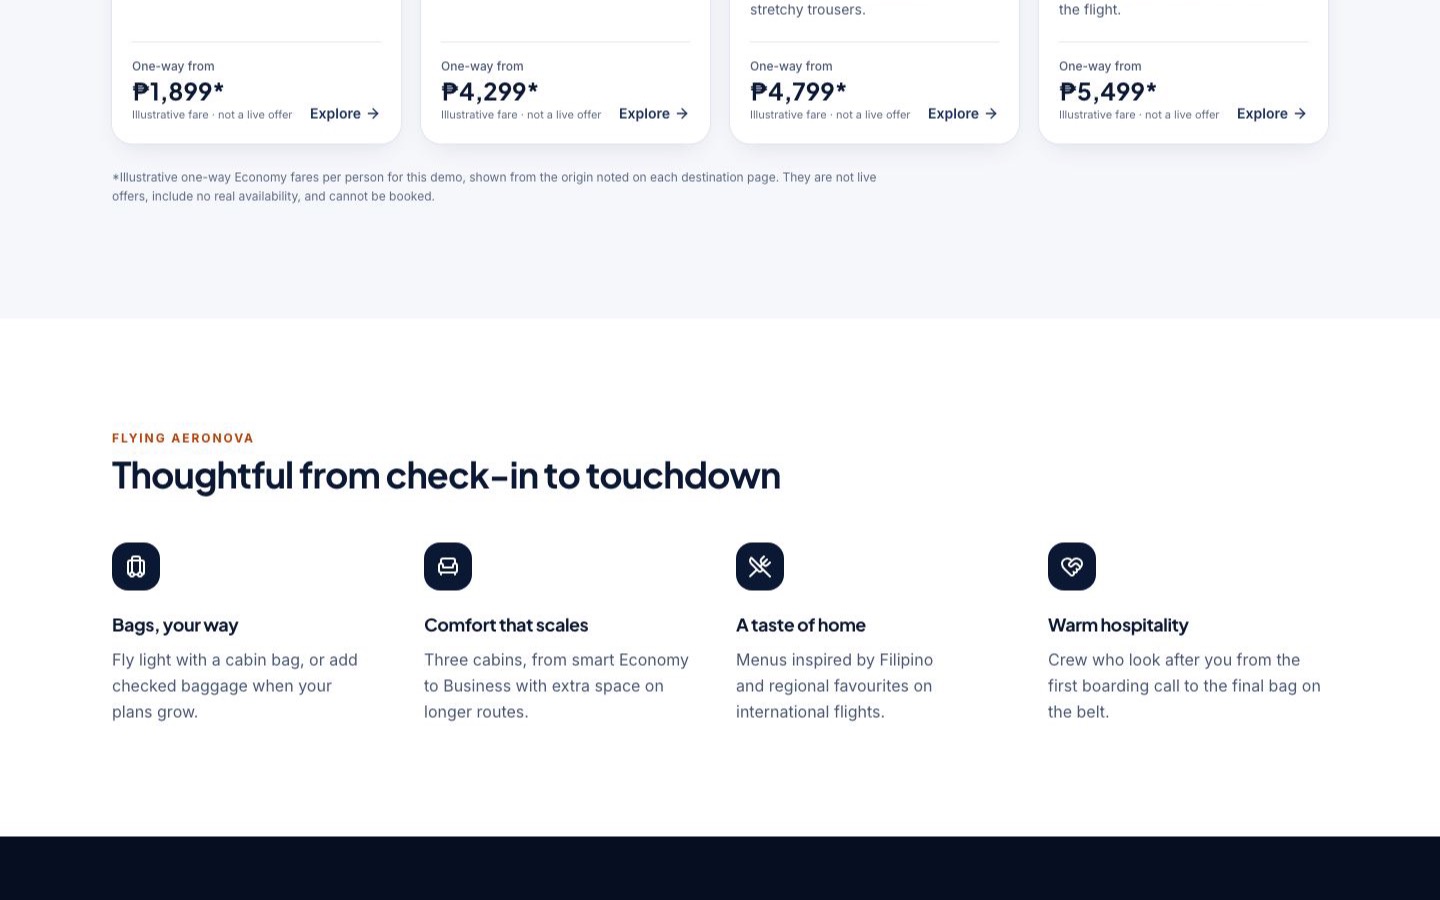 stretchy trousers.
the flight.
One-way from
₱1,899*
Illustrative fare · not a live offer
Explore →
One-way from
₱4,299*
Illustrative fare · not a live offer
Explore →
One-way from
₱4,799*
Illustrative fare · not a live offer
Explore →
One-way from
₱5,499*
Illustrative fare · not a live offer
Explore →
*Illustrative one-way Economy fares per person for this demo, shown from the origin noted on each destination page. They are not live
offers, include no real availability, and cannot be booked.
FLYING AERONOVA
Thoughtful from check-in to touchdown
Bags, your way
Fly light with a cabin bag, or add
checked baggage when your
plans grow.
Comfort that scales
Three cabins, from smart Economy
to Business with extra space on
longer routes.
A taste of home
Menus inspired by Filipino
and regional favourites on
international flights.
Warm hospitality
Crew who look after you from the
first boarding call to the final bag on
the belt.